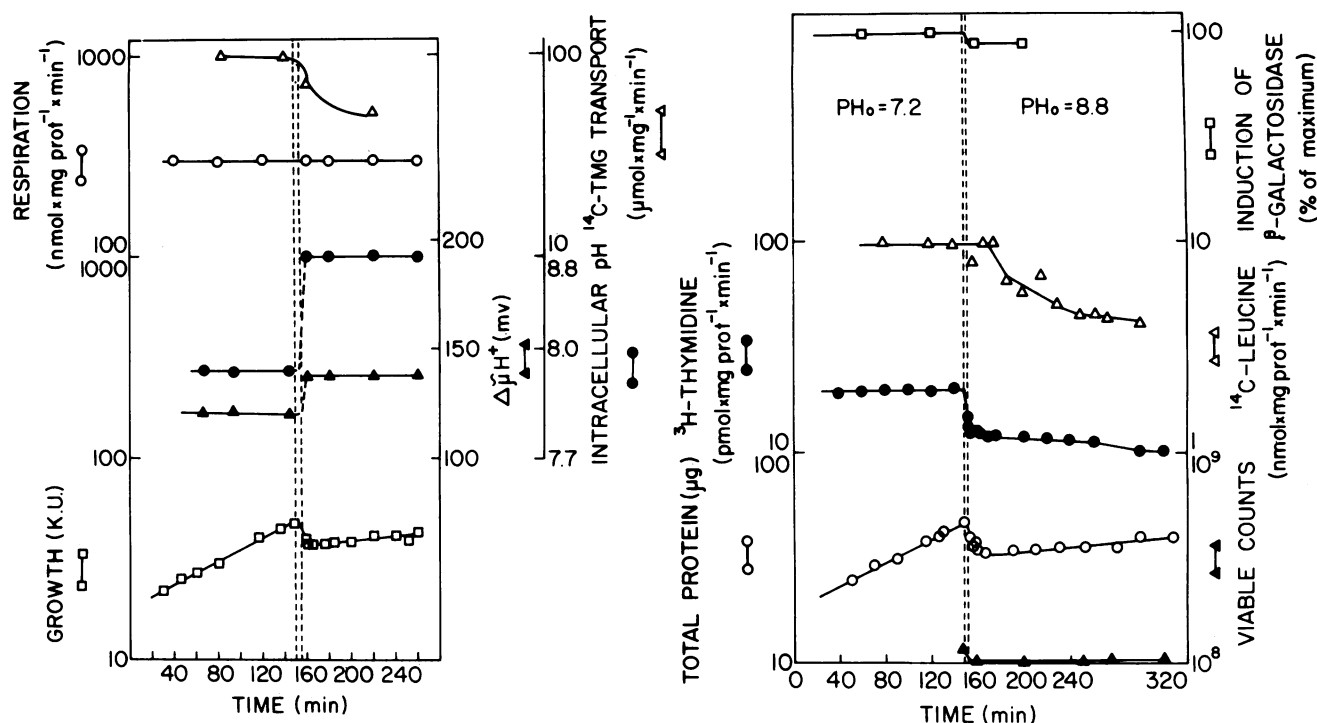 RESPIRATION
(nmol×mg prot⁻¹×min⁻¹)
GROWTH (K.U.)
1000
100
1000
100
10
40 80 120 160 200 240
TIME (min)
200
150
100
Δμ̃H⁺ (mv)
100
10
8.8
8.0
7.7
INTRACELLULAR pH
¹⁴C-TMG TRANSPORT
(μmol×mg⁻¹×min⁻¹)
TOTAL PROTEIN (μg)
³H-THYMIDINE
(pmol×mg prot⁻¹×min⁻¹)
100
10
100
10
PHₒ=7.2
PHₒ=8.8
0 40 80 120 160 200 240 320
TIME (min)
100
10
1
10⁹
10⁸
INDUCTION OF
β-GALACTOSIDASE
(% of maximum)
¹⁴C-LEUCINE
(nmol×mg prot⁻¹×min⁻¹)
VIABLE COUNTS